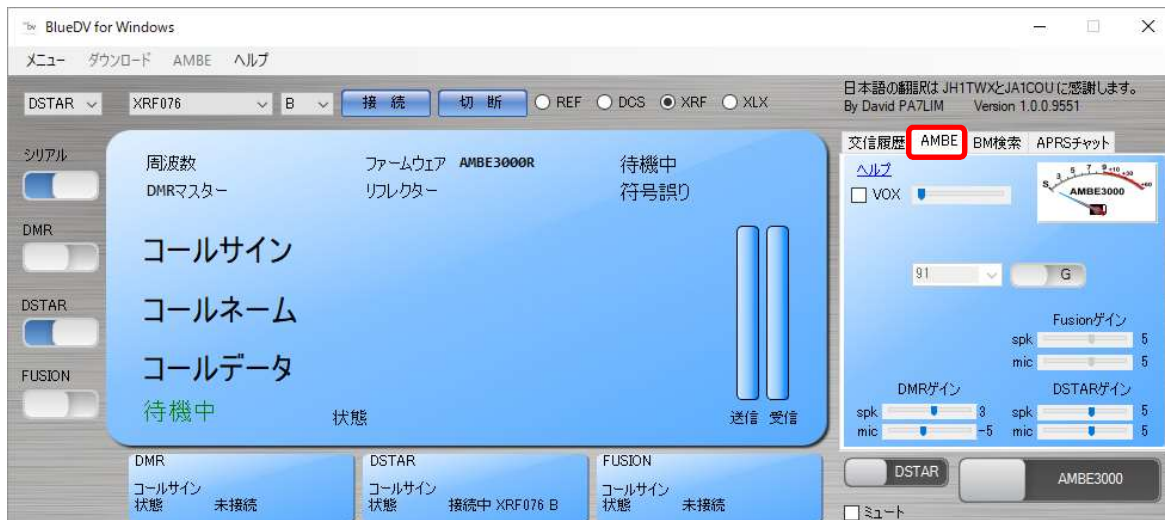 BlueDV for Windows
メニュー ダウンロード AMBE ヘルプ
DSTAR XRF076 B 接 続 切 断 REF DCS XRF XLX
日本語の翻訳は JH1TWXとJA1COU に感謝します。
By David PA7LIM Version 1.0.0.9551
交信履歴 AMBE BM検索 APRSチャット
シリアル
DMR
DSTAR
FUSION
周波数 ファームウェア AMBE3000R 待機中
DMRマスター リフレクター 符号誤り
コールサイン
コールネーム
コールデータ
待機中 状態 送信 受信
ヘルプ
VOX
S 3 5 7 9 +10 +30 +60
AMBE3000
91 G
Fusionゲイン
spk 5
mic 5
DMRゲイン DSTARゲイン
spk 3 spk 5
mic -5 mic 5
DMR
コールサイン
状態 未接続
DSTAR
コールサイン
状態 接続中 XRF076 B
FUSION
コールサイン
状態 未接続
DSTAR AMBE3000
ミュート